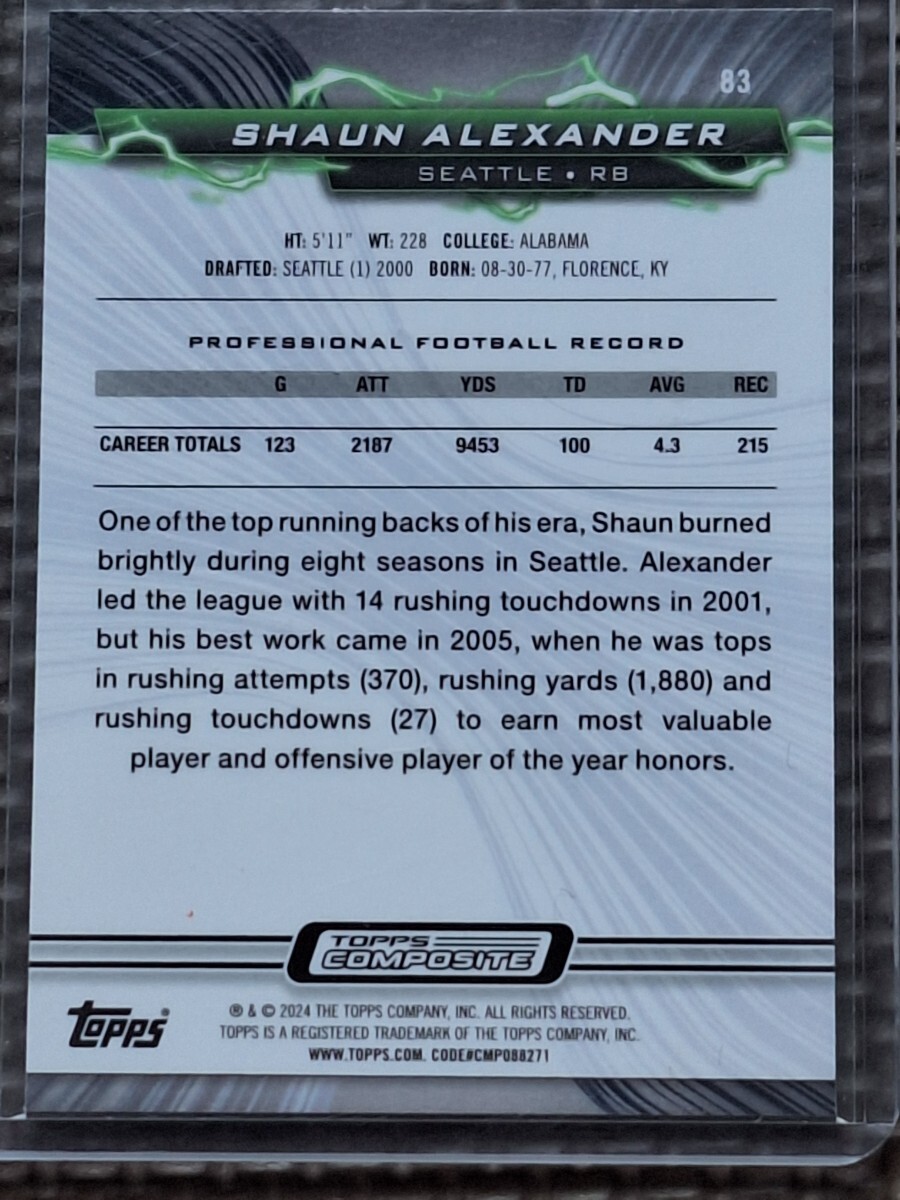 83
SHAUN ALEXANDER
SEATTLE • RB
HT: 5'11" WT: 228 COLLEGE: ALABAMA
DRAFTED: SEATTLE (1) 2000 BORN: 08-30-77, FLORENCE, KY
PROFESSIONAL FOOTBALL RECORD
G ATT YDS TD AVG REC
CAREER TOTALS 123 2187 9453 100 4.3 215
One of the top running backs of his era, Shaun burned
brightly during eight seasons in Seattle. Alexander
led the league with 14 rushing touchdowns in 2001,
but his best work came in 2005, when he was tops
in rushing attempts (370), rushing yards (1,880) and
rushing touchdowns (27) to earn most valuable
player and offensive player of the year honors.
TOPPS
COMPOSITE
Topps®
® & © 2024 THE TOPPS COMPANY, INC. ALL RIGHTS RESERVED.
TOPPS IS A REGISTERED TRADEMARK OF THE TOPPS COMPANY, INC.
WWW.TOPPS.COM. CODE#CMP088271